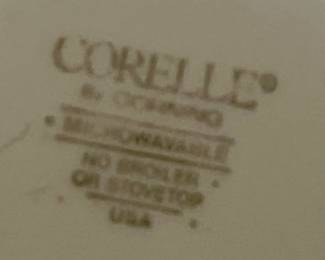 CORELLE®
BY CORNING
• MICROWAVABLE
NO BROILER •
OR STOVETOP
USA •